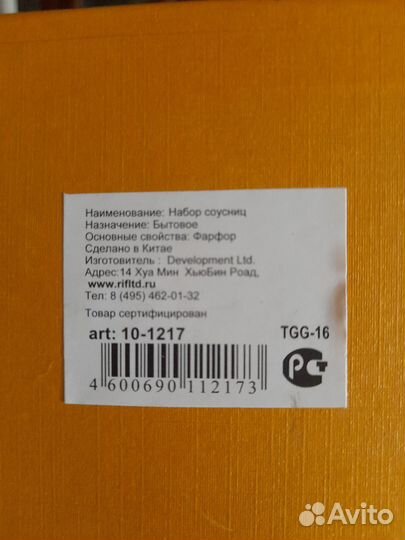 Наименование: Набор соусниц
Назначение: Бытовое
Основные свойства: Фарфор
Сделано в Китае
Изготовитель : Development Ltd.
Адрес:14 Хуа Мин ХьюБин Роад,
www.rifltd.ru
Тел: 8 (495) 462-01-32
Товар сертифицирован
art: 10-1217 TGG-16
4 600690 112173
РСТ
Avito